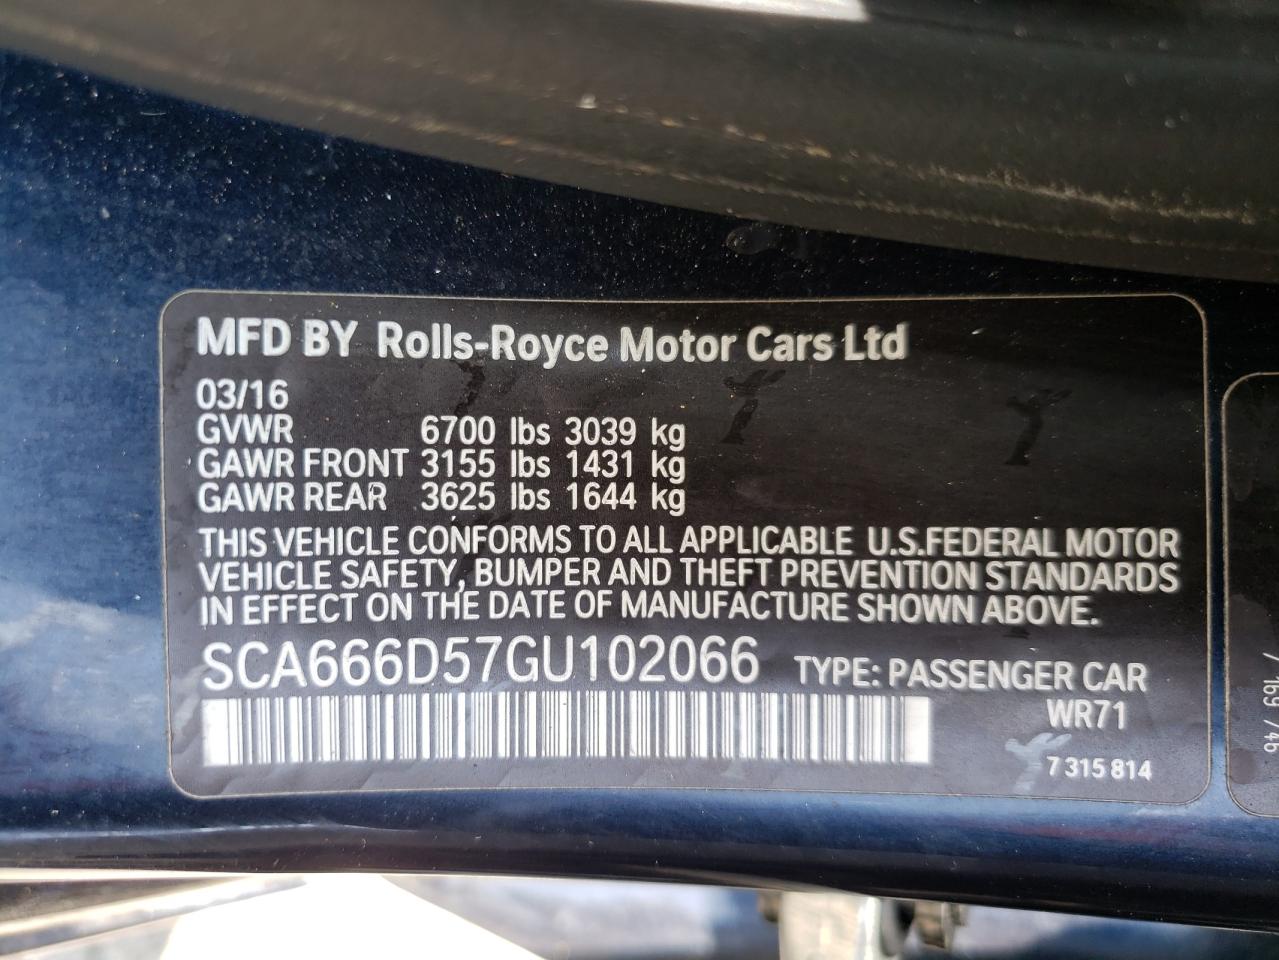 MFD BY Rolls-Royce Motor Cars Ltd
03/16
GVWR 6700 lbs 3039 kg
GAWR FRONT 3155 lbs 1431 kg
GAWR REAR 3625 lbs 1644 kg
THIS VEHICLE CONFORMS TO ALL APPLICABLE U.S.FEDERAL MOTOR
VEHICLE SAFETY, BUMPER AND THEFT PREVENTION STANDARDS
IN EFFECT ON THE DATE OF MANUFACTURE SHOWN ABOVE.
SCA666D57GU102066 TYPE: PASSENGER CAR
WR71
7 315 814
7 169 746